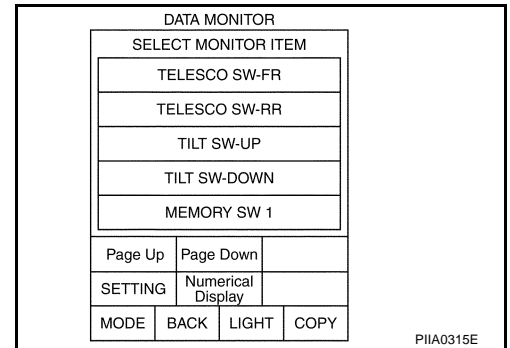 DATA MONITOR
SELECT MONITOR ITEM
TELESCO SW-FR
TELESCO SW-RR
TILT SW-UP
TILT SW-DOWN
MEMORY SW 1
Page Up Page Down
SETTING Numerical Display
MODE BACK LIGHT COPY
PIIA0315E